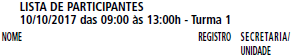 LISTA DE PARTICIPANTES
10/10/2017 das 09:00 às 13:00h - Turma 1
NOME REGISTRO SECRETARIA/
UNIDADE